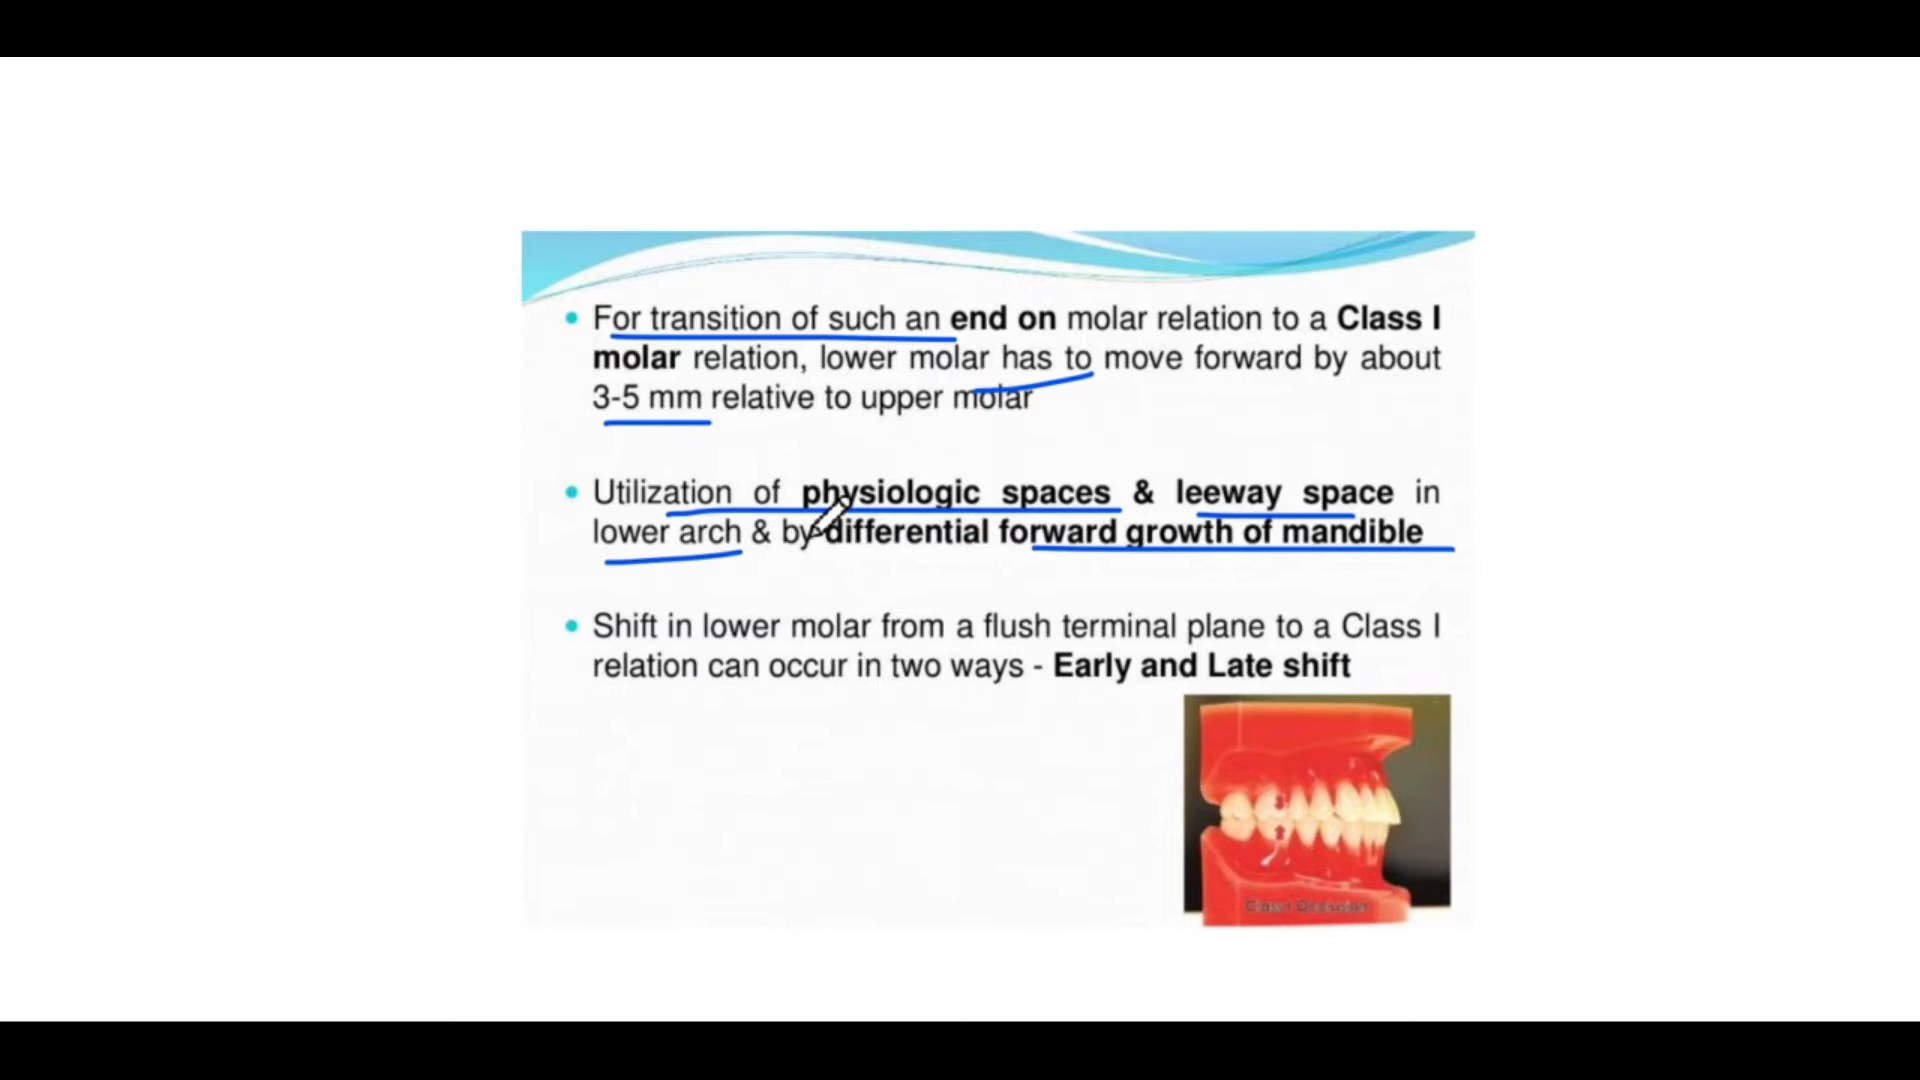 For transition of such an end on molar relation to a Class I
molar relation, lower molar has to move forward by about
3-5 mm relative to upper molar
Utilization of physiologic spaces & leeway space in
lower arch & by differential forward growth of mandible
Shift in lower molar from a flush terminal plane to a Class I
relation can occur in two ways - Early and Late shift
Class I Occlusion